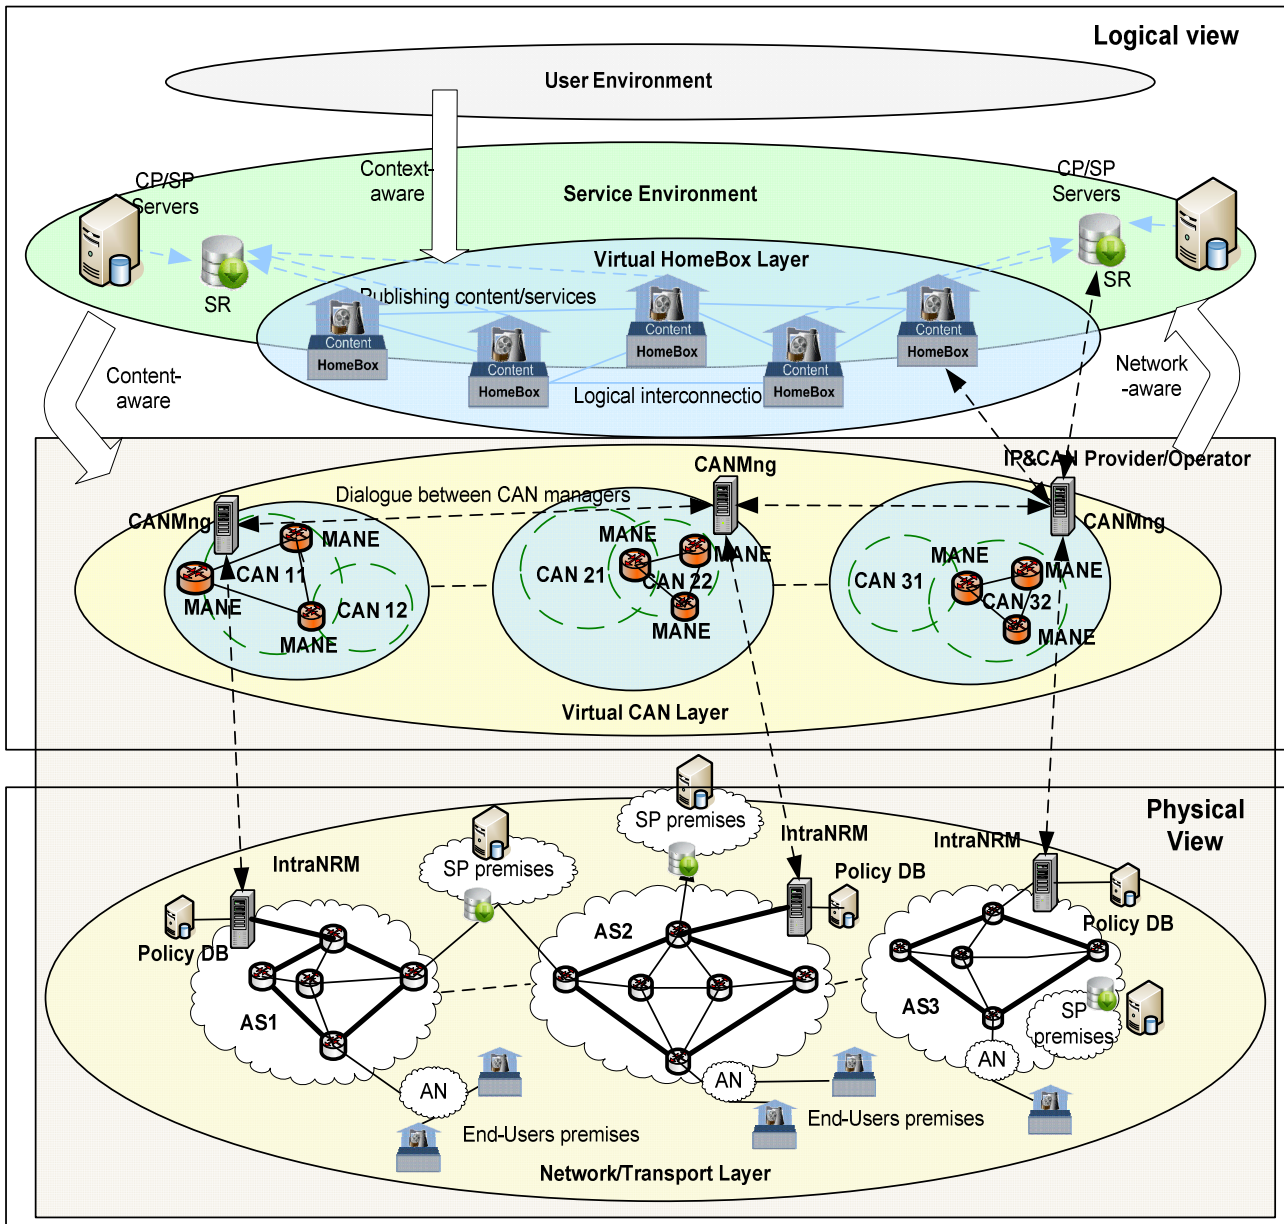 Logical view
User Environment
Context-
aware
CP/SP
Servers
Service Environment
CP/SP
Servers
Virtual HomeBox Layer
SR
SR
Publishing content/services
Content
HomeBox
Content
HomeBox
Content
HomeBox
Content
HomeBox
Content
HomeBox
Logical interconnectio
Content-
aware
Network
-aware
IP&CAN Provider/Operator
CANMng
Dialogue between CAN managers
CANMng
CANMng
MANE
MANE
MANE
CAN 11
CAN 12
MANE
MANE
MANE
CAN 21
CAN 22
MANE
MANE
MANE
CAN 31
CAN 32
Virtual CAN Layer
Physical
View
SP premises
SP premises
IntraNRM
IntraNRM
IntraNRM
Policy DB
Policy DB
Policy DB
AS1
AS2
AS3
SP
premises
AN
AN
AN
End-Users premises
End-Users premises
Network/Transport Layer